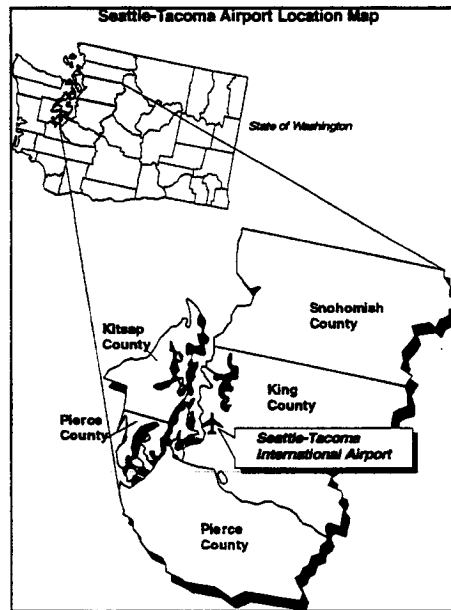 Seattle-Tacoma Airport Location Map
State of Washington
Snohomish
County
Kitsap
County
King
County
Pierce
County
Seattle-Tacoma
International Airport
Pierce
County